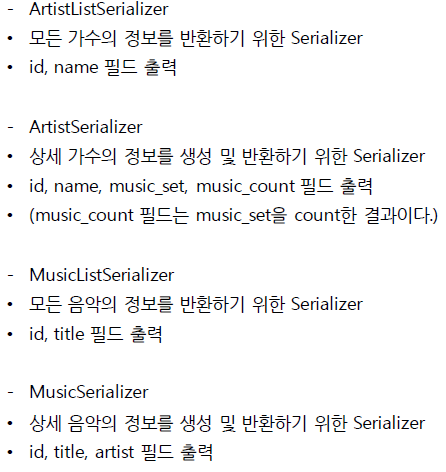 - ArtistListSerializer
• 모든 가수의 정보를 반환하기 위한 Serializer
• id, name 필드 출력
- ArtistSerializer
• 상세 가수의 정보를 생성 및 반환하기 위한 Serializer
• id, name, music_set, music_count 필드 출력
• (music_count 필드는 music_set을 count한 결과이다.)
- MusicListSerializer
• 모든 음악의 정보를 반환하기 위한 Serializer
• id, title 필드 출력
- MusicSerializer
• 상세 음악의 정보를 생성 및 반환하기 위한 Serializer
• id, title, artist 필드 출력